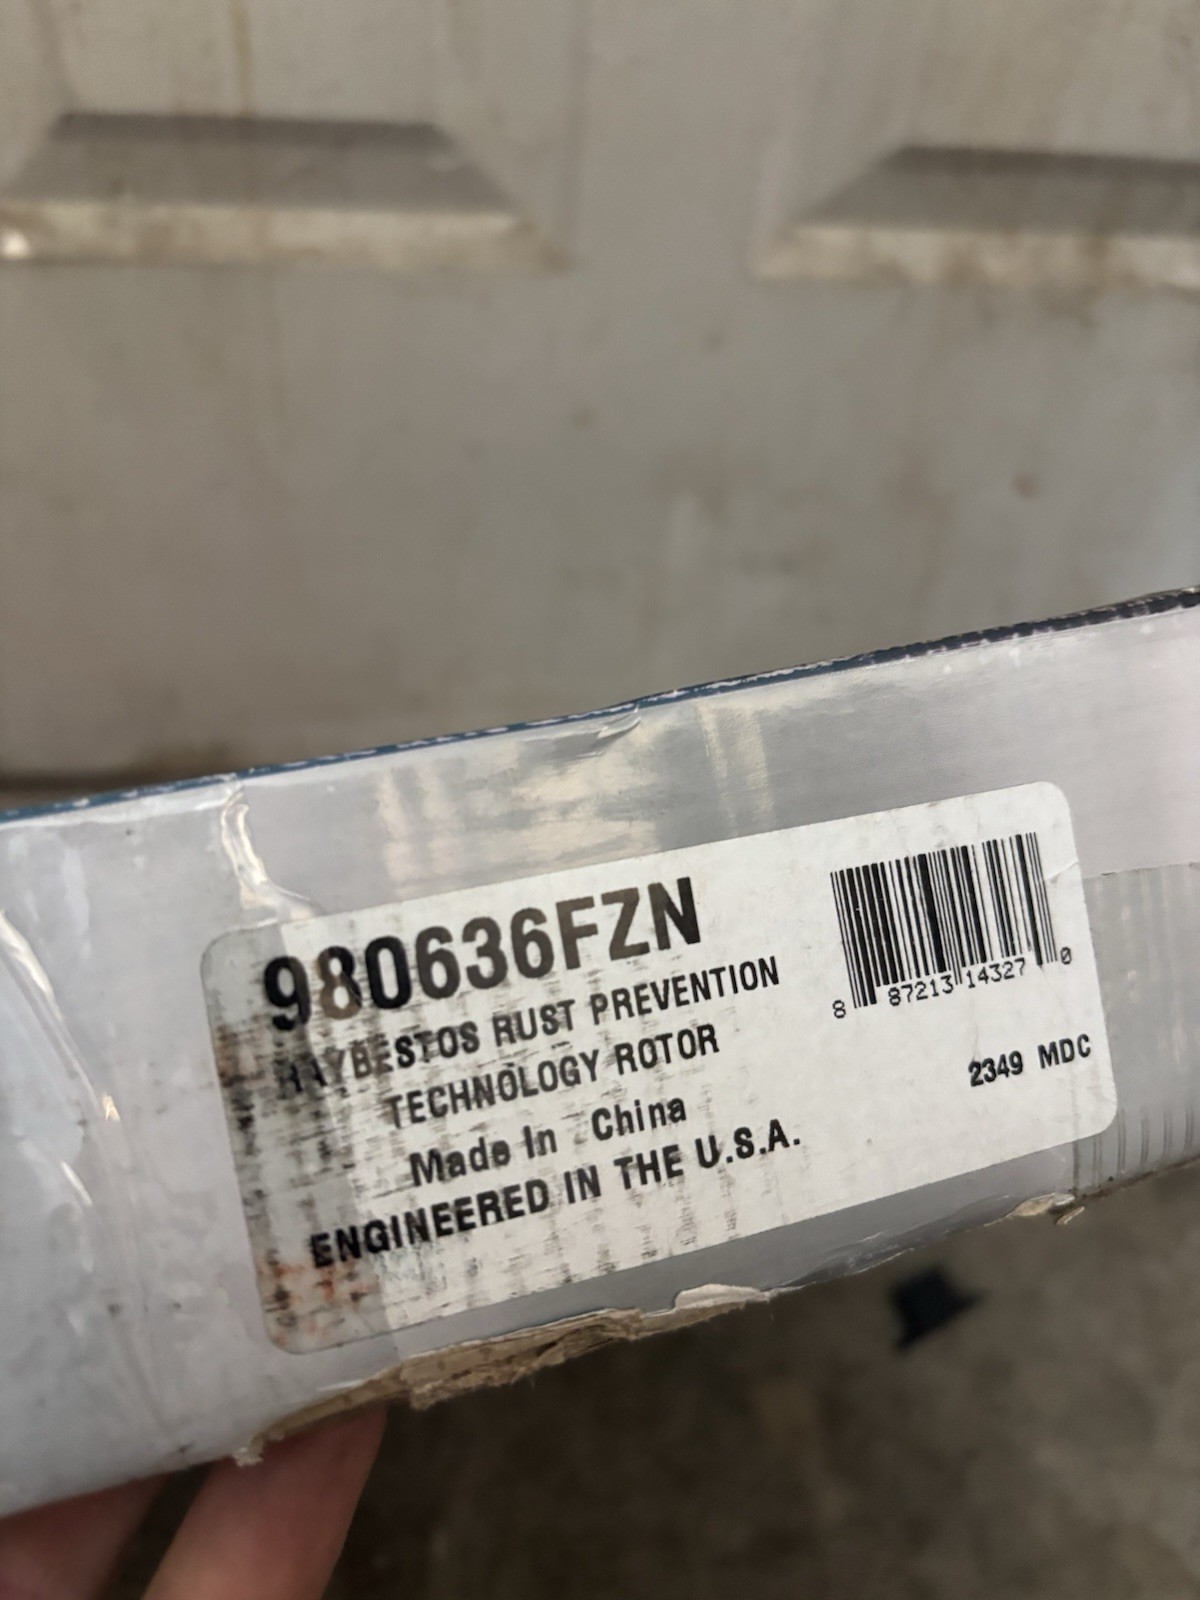 980636FZN
RAYBESTOS RUST PREVENTION
TECHNOLOGY ROTOR
Made In China
ENGINEERED IN THE U.S.A.
8 87213 14327 0
2349 MDC